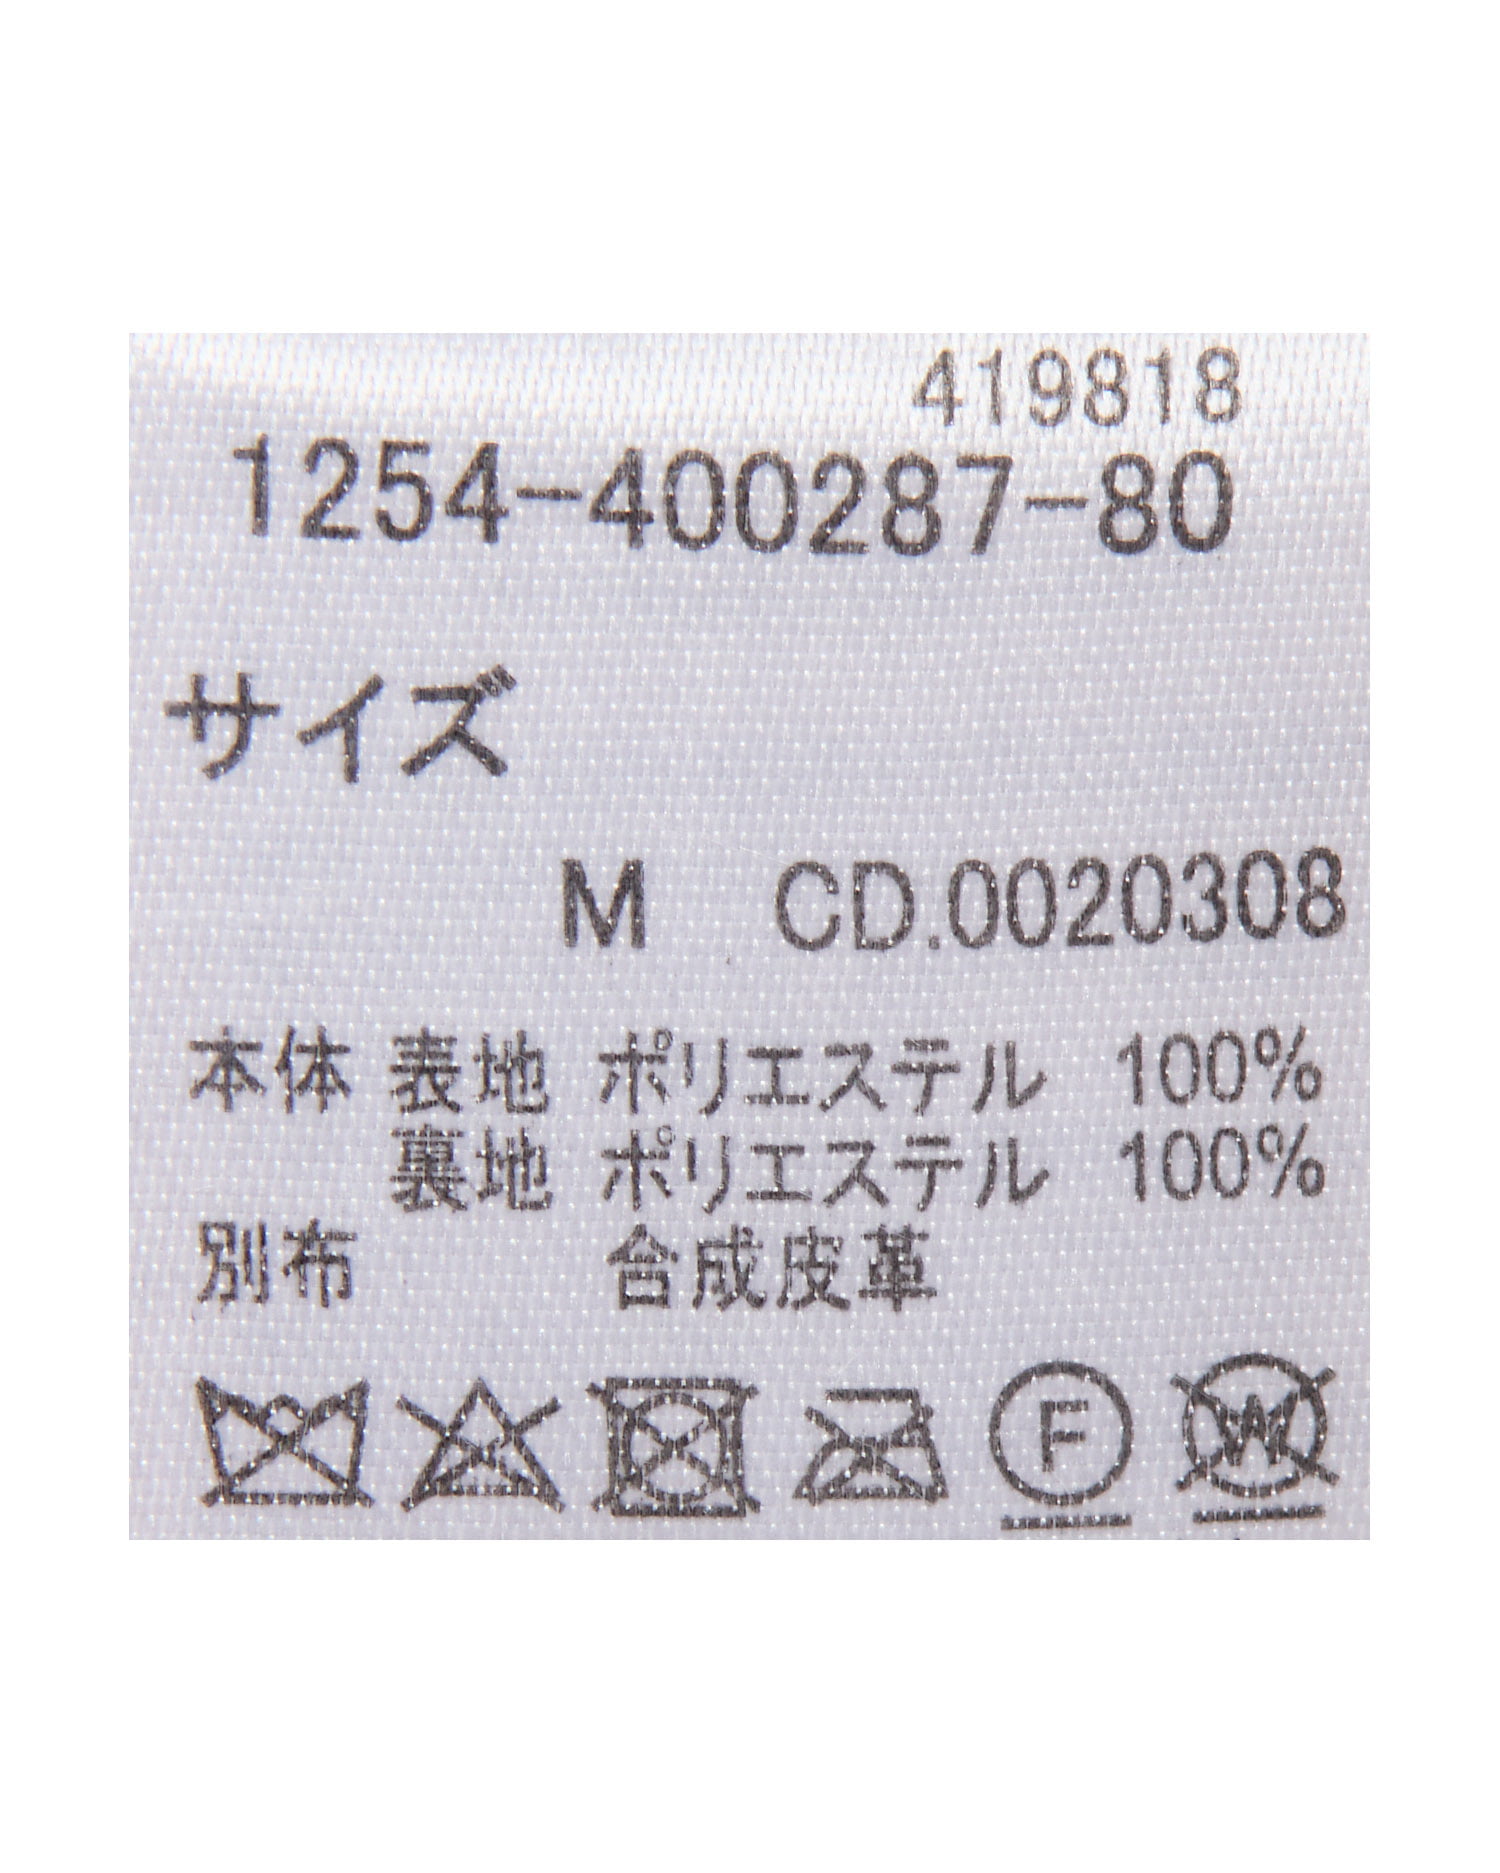 419818
1254-400287-80
サイズ
M CD.0020308
本体 表地 ポリエステル 100%
裏地 ポリエステル 100%
別布 合成皮革
F W